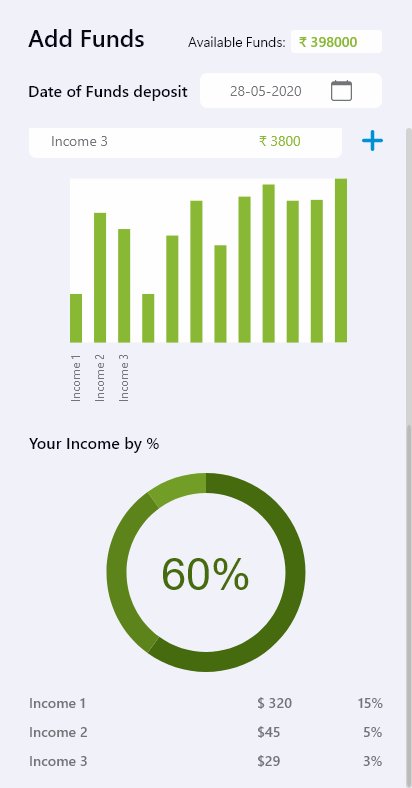 Add Funds
Available Funds: ₹ 398000
Date of Funds deposit 28-05-2020
Income 3 ₹ 3800
Income 1
Income 2
Income 3
Your Income by %
60%
Income 1 $ 320 15%
Income 2 $45 5%
Income 3 $29 3%